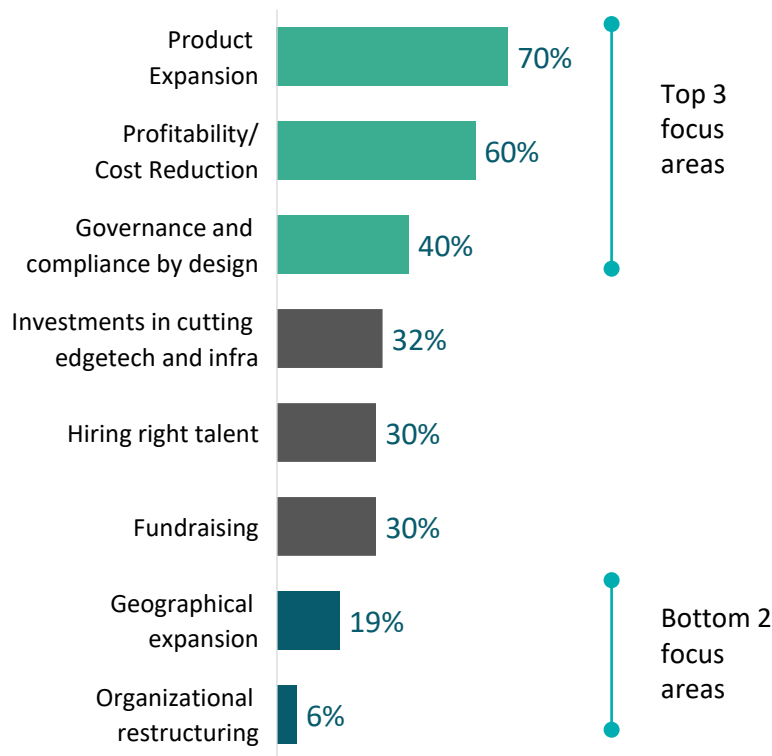 Product
Expansion
70%
Profitability/
Cost Reduction
60%
Governance and
compliance by design
40%
Investments in cutting
edgetech and infra
32%
Hiring right talent
30%
Fundraising
30%
Geographical
expansion
19%
Organizational
restructuring
6%
Top 3
focus
areas
Bottom 2
focus
areas